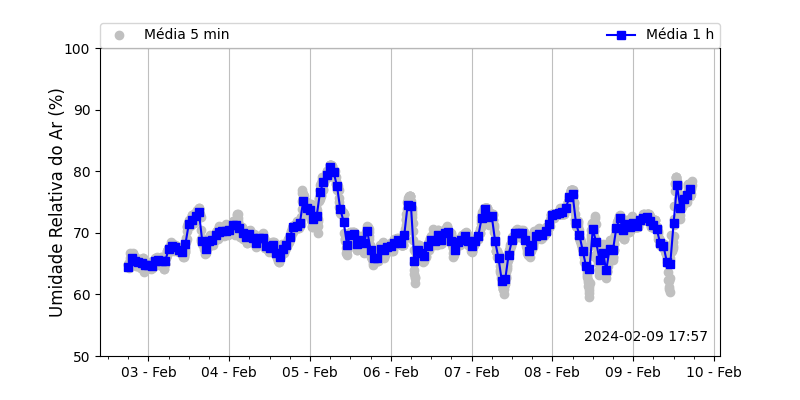 Média 5 min
Média 1 h
Umidade Relativa do Ar (%)
100
90
80
70
60
50
2024-02-09 17:57
03 - Feb
04 - Feb
05 - Feb
06 - Feb
07 - Feb
08 - Feb
09 - Feb
10 - Feb